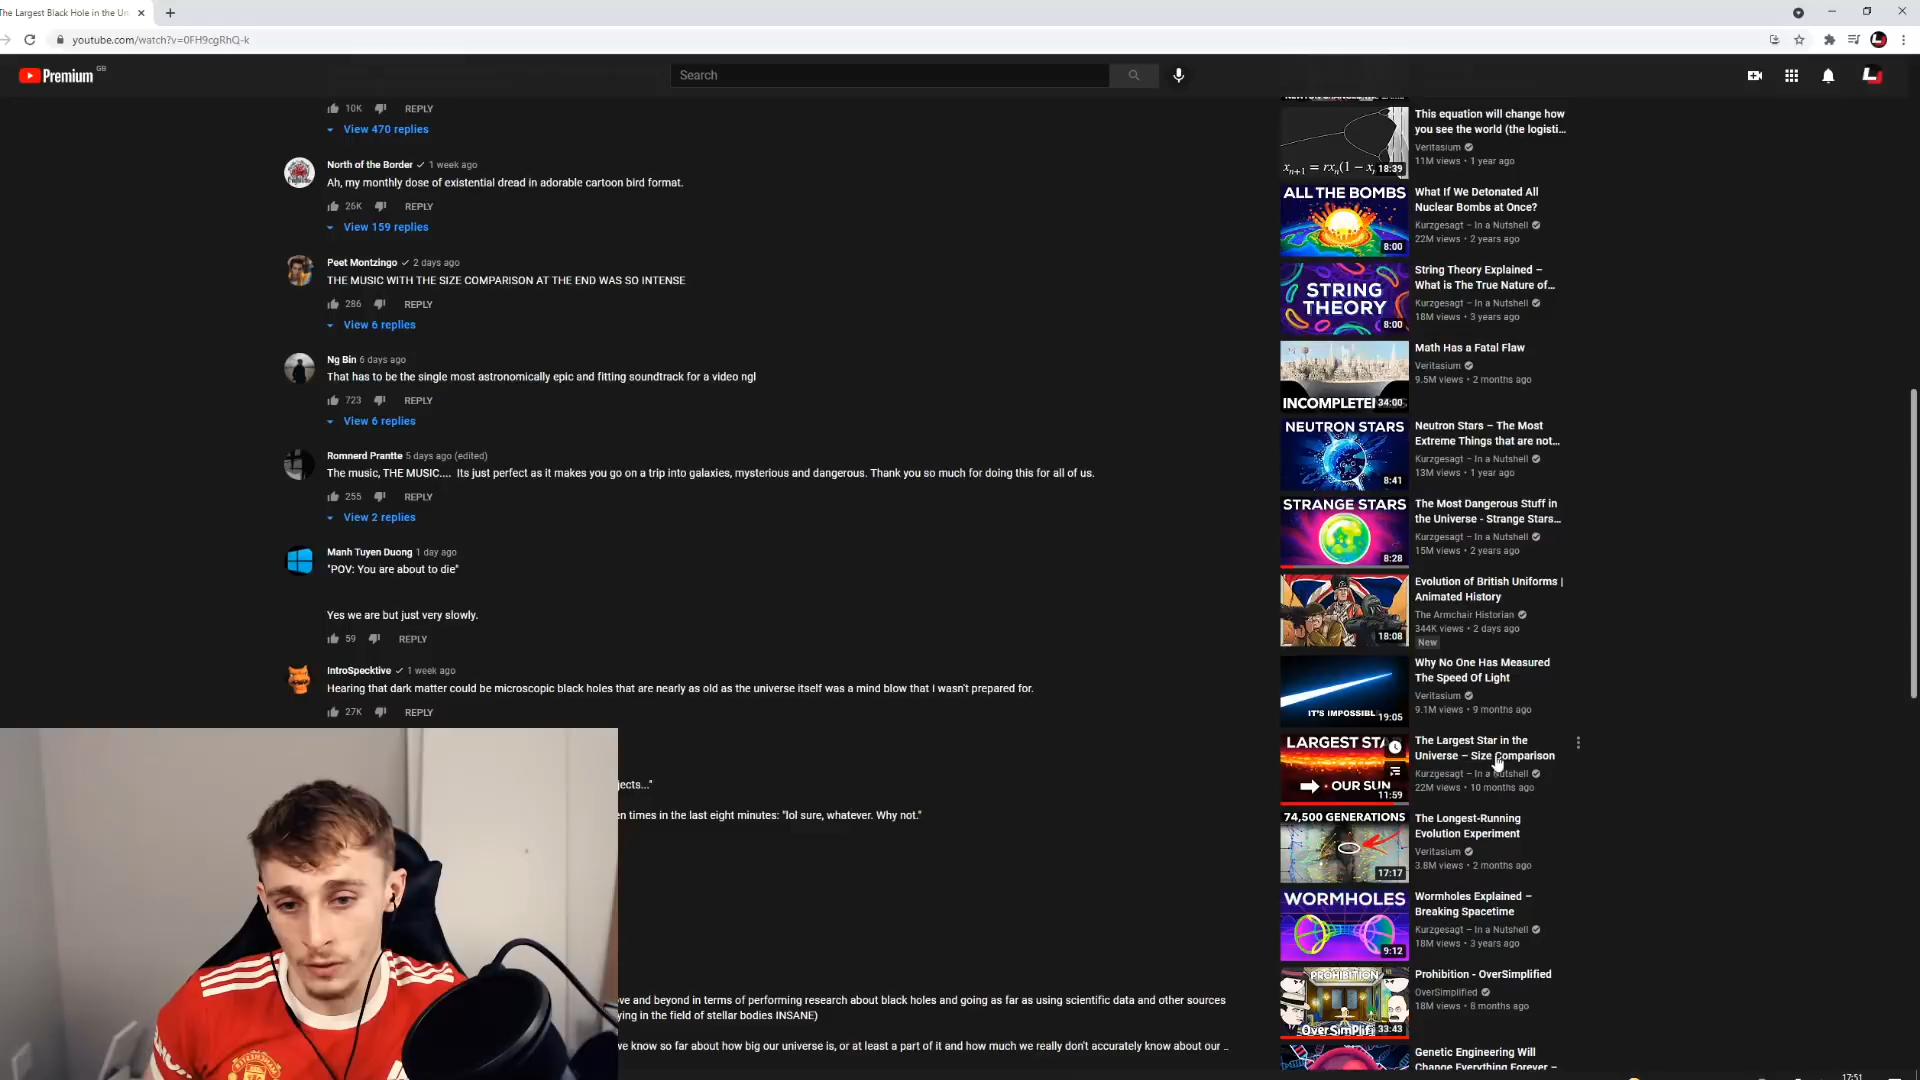 The Largest Black Hole in the Un
youtube.com/watch?v=0FH9cgRhQ-k
Premium GB
Search
10K REPLY
View 470 replies
North of the Border 1 week ago
Ah, my monthly dose of existential dread in adorable cartoon bird format.
26K REPLY
View 159 replies
Peet Montzingo 2 days ago
THE MUSIC WITH THE SIZE COMPARISON AT THE END WAS SO INTENSE
286 REPLY
View 6 replies
Ng Bin 6 days ago
That has to be the single most astronomically epic and fitting soundtrack for a video ngl
723 REPLY
View 6 replies
Romnerd Prantte 5 days ago (edited)
The music, THE MUSIC.... Its just perfect as it makes you go on a trip into galaxies, mysterious and dangerous. Thank you so much for doing this for all of us.
255 REPLY
View 2 replies
Manh Tuyen Duong 1 day ago
"POV: You are about to die"
Yes we are but just very slowly.
59 REPLY
IntroSpecktive 1 week ago
Hearing that dark matter could be microscopic black holes that are nearly as old as the universe itself was a mind blow that I wasn't prepared for.
27K REPLY
jects..."
en times in the last eight minutes: "lol sure, whatever. Why not."
ve and beyond in terms of performing research about black holes and going as far as using scientific data and other sources
ying in the field of stellar bodies INSANE)
we know so far about how big our universe is, or at least a part of it and how much we really don't accurately know about our ..
This equation will change how
you see the world (the logisti...
Veritasium
11M views • 1 year ago
18:39
ALL THE BOMBS
8:00
What If We Detonated All
Nuclear Bombs at Once?
Kurzgesagt – In a Nutshell
22M views • 2 years ago
STRING
THEORY
8:00
String Theory Explained –
What is The True Nature of...
Kurzgesagt – In a Nutshell
18M views • 3 years ago
INCOMPLETE
34:00
Math Has a Fatal Flaw
Veritasium
9.5M views • 2 months ago
NEUTRON STARS
8:41
Neutron Stars – The Most
Extreme Things that are not...
Kurzgesagt – In a Nutshell
13M views • 1 year ago
STRANGE STARS
8:28
The Most Dangerous Stuff in
the Universe - Strange Stars...
Kurzgesagt – In a Nutshell
15M views • 2 years ago
18:08
Evolution of British Uniforms |
Animated History
The Armchair Historian
344K views • 2 days ago
New
IT'S IMPOSSIBL
19:05
Why No One Has Measured
The Speed Of Light
Veritasium
9.1M views • 9 months ago
LARGEST STA
OUR SUN
11:59
The Largest Star in the
Universe – Size Comparison
Kurzgesagt – In a Nutshell
22M views • 10 months ago
74,500 GENERATIONS
17:17
The Longest-Running
Evolution Experiment
Veritasium
3.8M views • 2 months ago
WORMHOLES
9:12
Wormholes Explained –
Breaking Spacetime
Kurzgesagt – In a Nutshell
18M views • 3 years ago
PROHIBITION
OverSimplifi
33:43
Prohibition - OverSimplified
OverSimplified
18M views • 8 months ago
Genetic Engineering Will
Change Everything Forever –
17:51